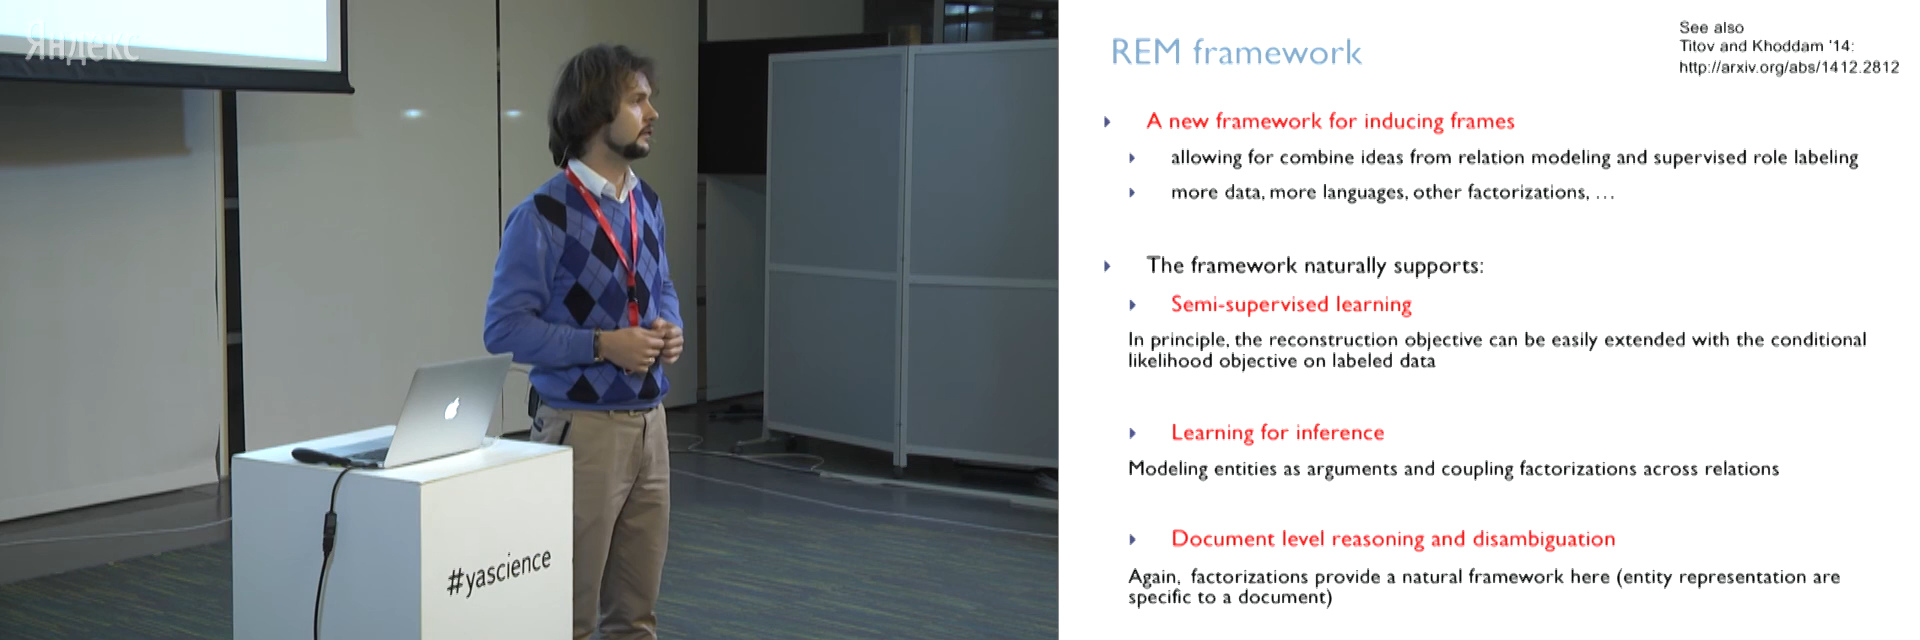 Яндекс
#yascience
See also
Titov and Khoddam '14:
http://arxiv.org/abs/1412.2812
REM framework
A new framework for inducing frames
allowing for combine ideas from relation modeling and supervised role labeling
more data, more languages, other factorizations, …
The framework naturally supports:
Semi-supervised learning
In principle, the reconstruction objective can be easily extended with the conditional
likelihood objective on labeled data
Learning for inference
Modeling entities as arguments and coupling factorizations across relations
Document level reasoning and disambiguation
Again, factorizations provide a natural framework here (entity representation are
specific to a document)